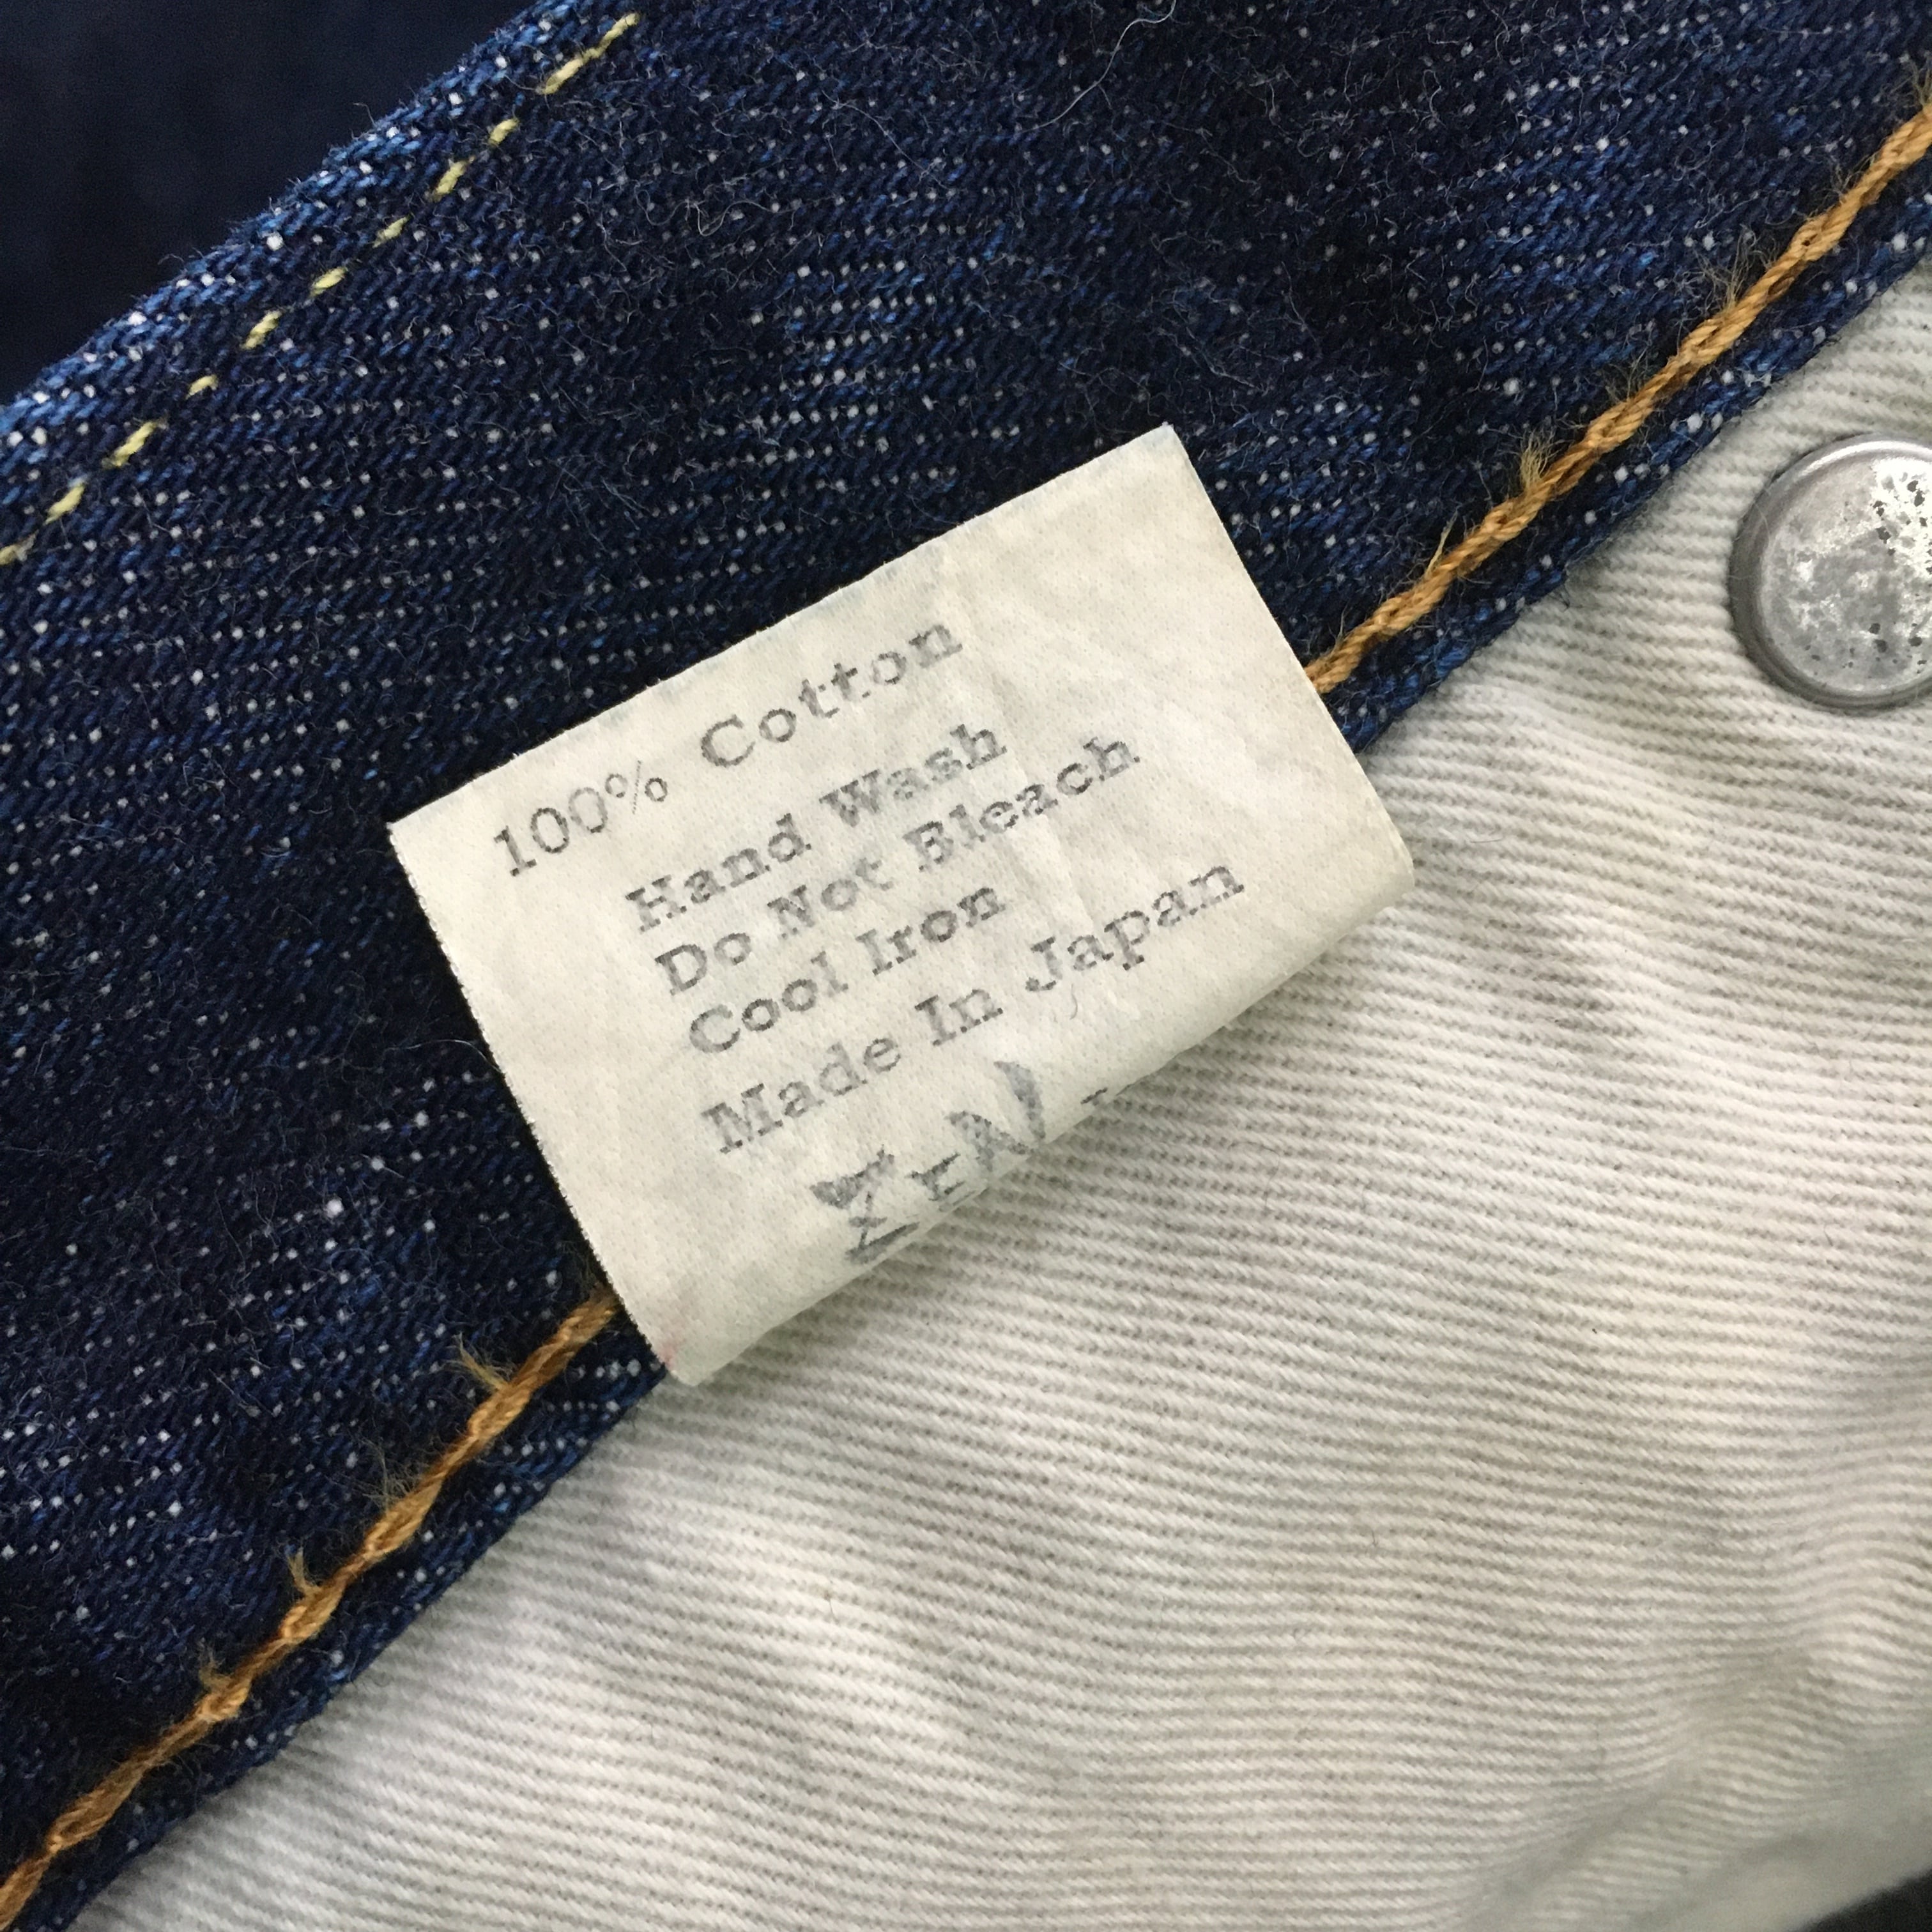 100% Cotton
Hand Wash
Do Not Bleach
Cool Iron
Made In Japan